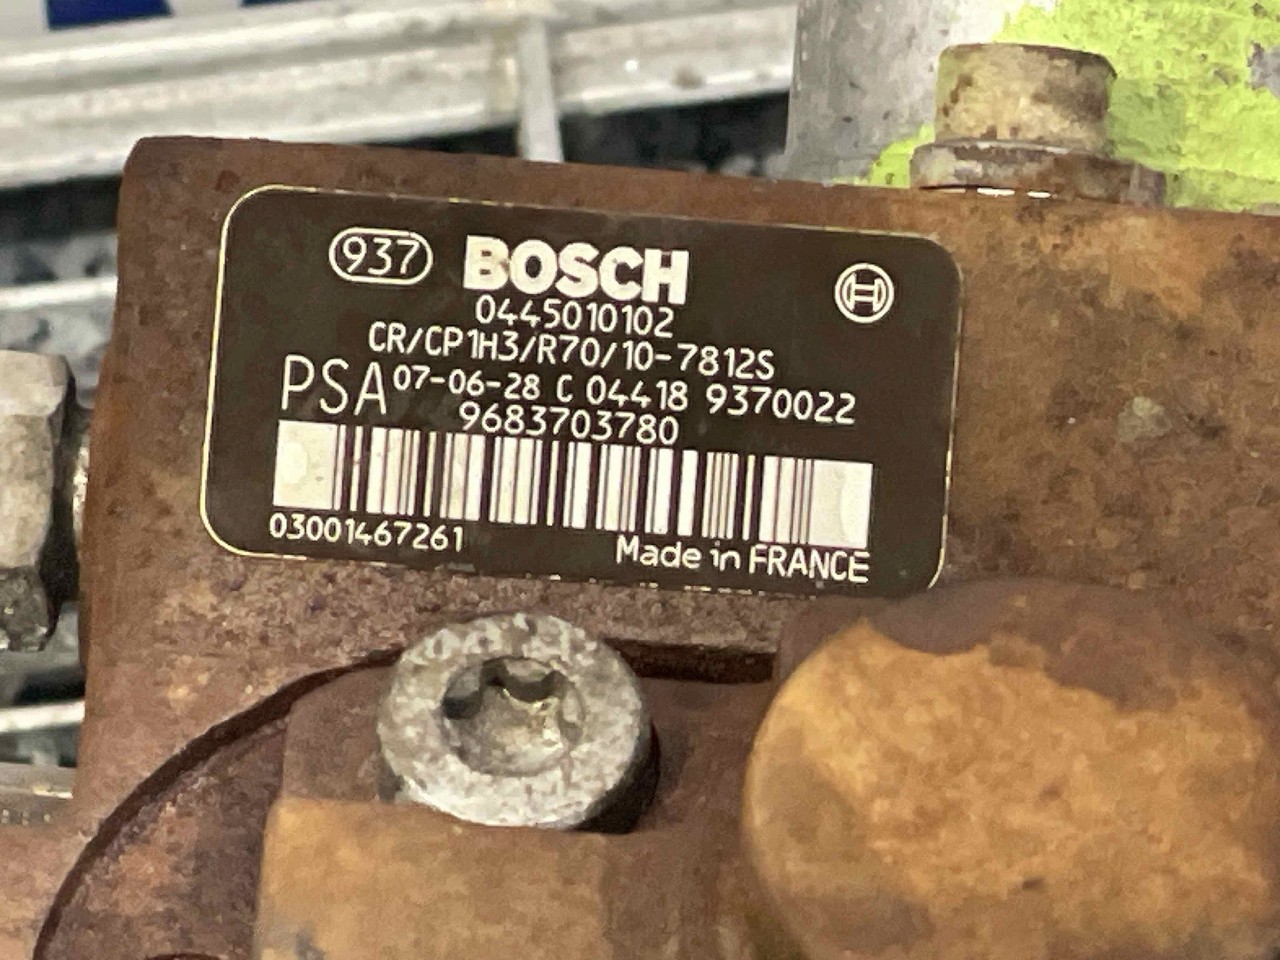 937 BOSCH
0445010102
CR/CP1H3/R70/10-7812S
PSA 07-06-28 C 04418 9370022
9683703780
03001467261 Made in FRANCE